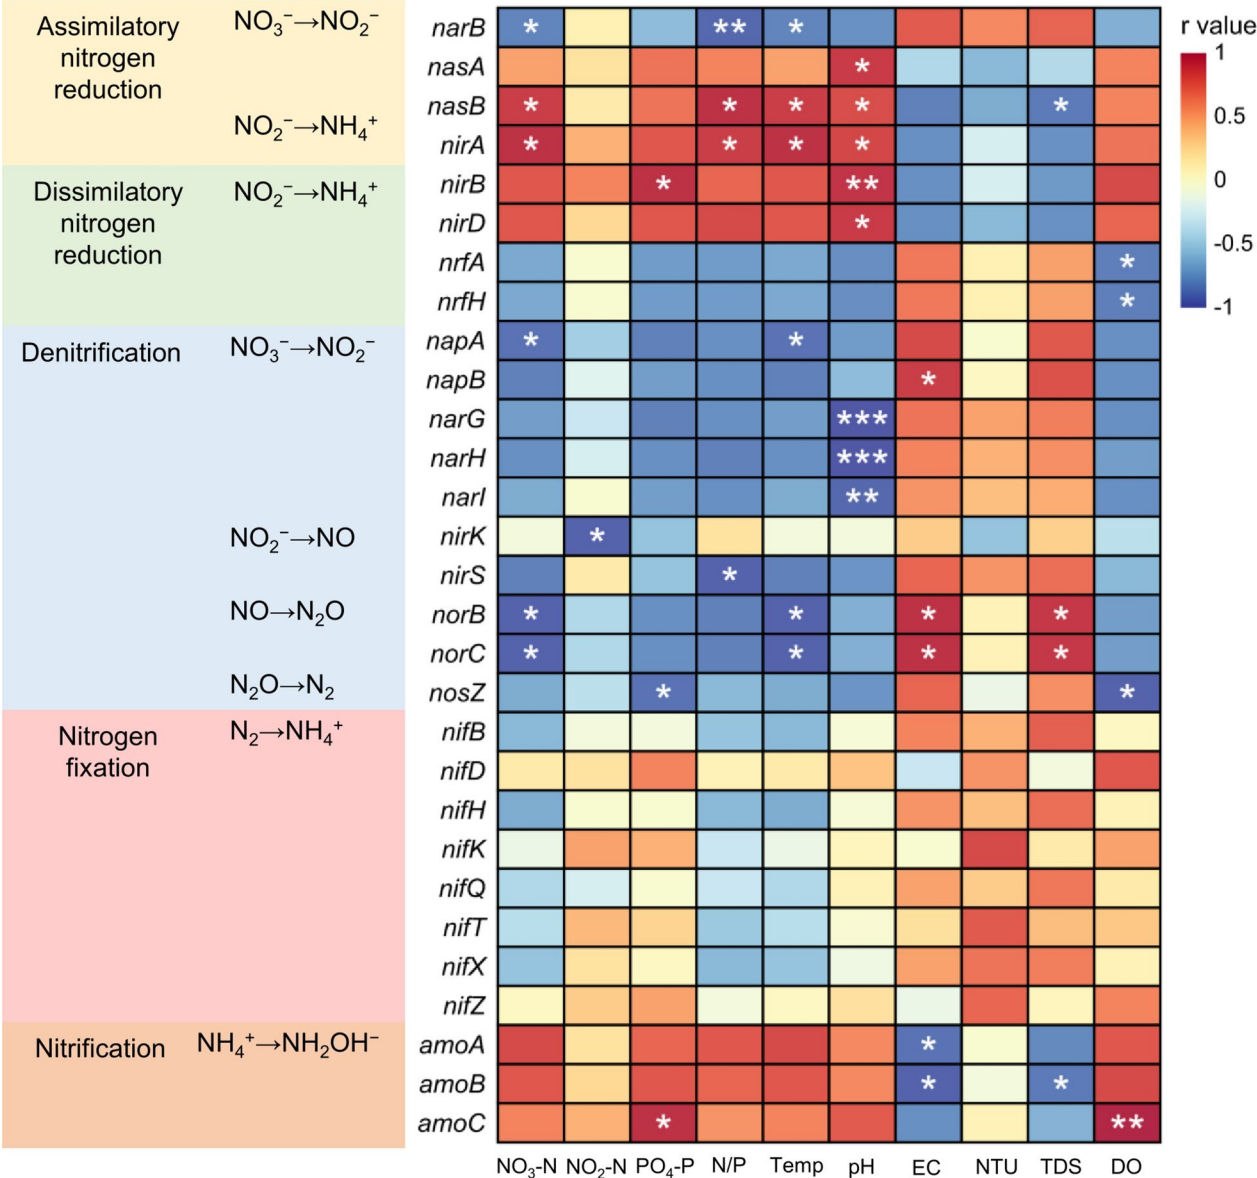 Assimilatory
nitrogen
reduction
NO₃⁻→NO₂⁻
NO₂⁻→NH₄⁺
Dissimilatory
nitrogen
reduction
NO₂⁻→NH₄⁺
Denitrification
NO₃⁻→NO₂⁻
NO₂⁻→NO
NO→N₂O
N₂O→N₂
Nitrogen
fixation
N₂→NH₄⁺
Nitrification
NH₄⁺→NH₂OH⁻
narB * ** *
nasA *
nasB * * * * *
nirA * * * *
nirB * **
nirD *
nrfA *
nrfH *
napA * *
napB *
narG ***
narH ***
narI **
nirK *
nirS *
norB * * * *
norC * * * *
nosZ * *
nifB
nifD
nifH
nifK
nifQ
nifT
nifX
nifZ
amoA *
amoB * *
amoC * **
NO₃-N NO₂-N PO₄-P N/P Temp pH EC NTU TDS DO
r value
1
0.5
0
-0.5
-1